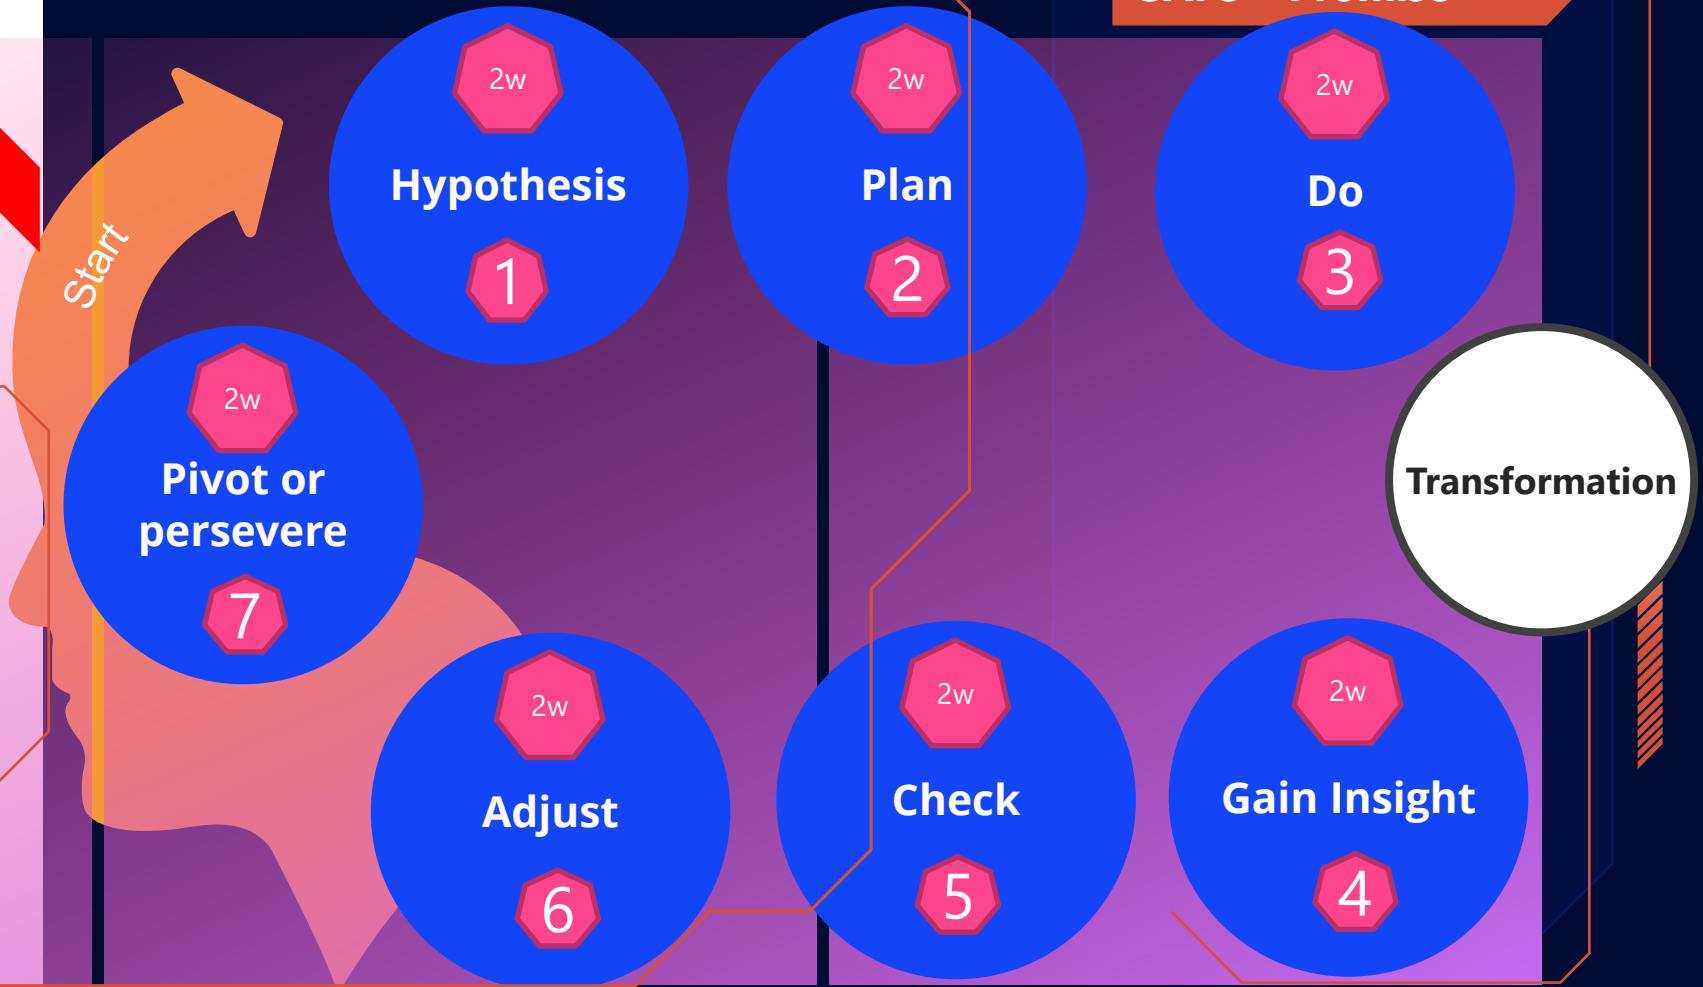 Start
2w
Hypothesis
1
2w
Plan
2
2w
Do
3
Transformation
2w
Gain Insight
4
2w
Check
5
2w
Adjust
6
2w
Pivot or
persevere
7